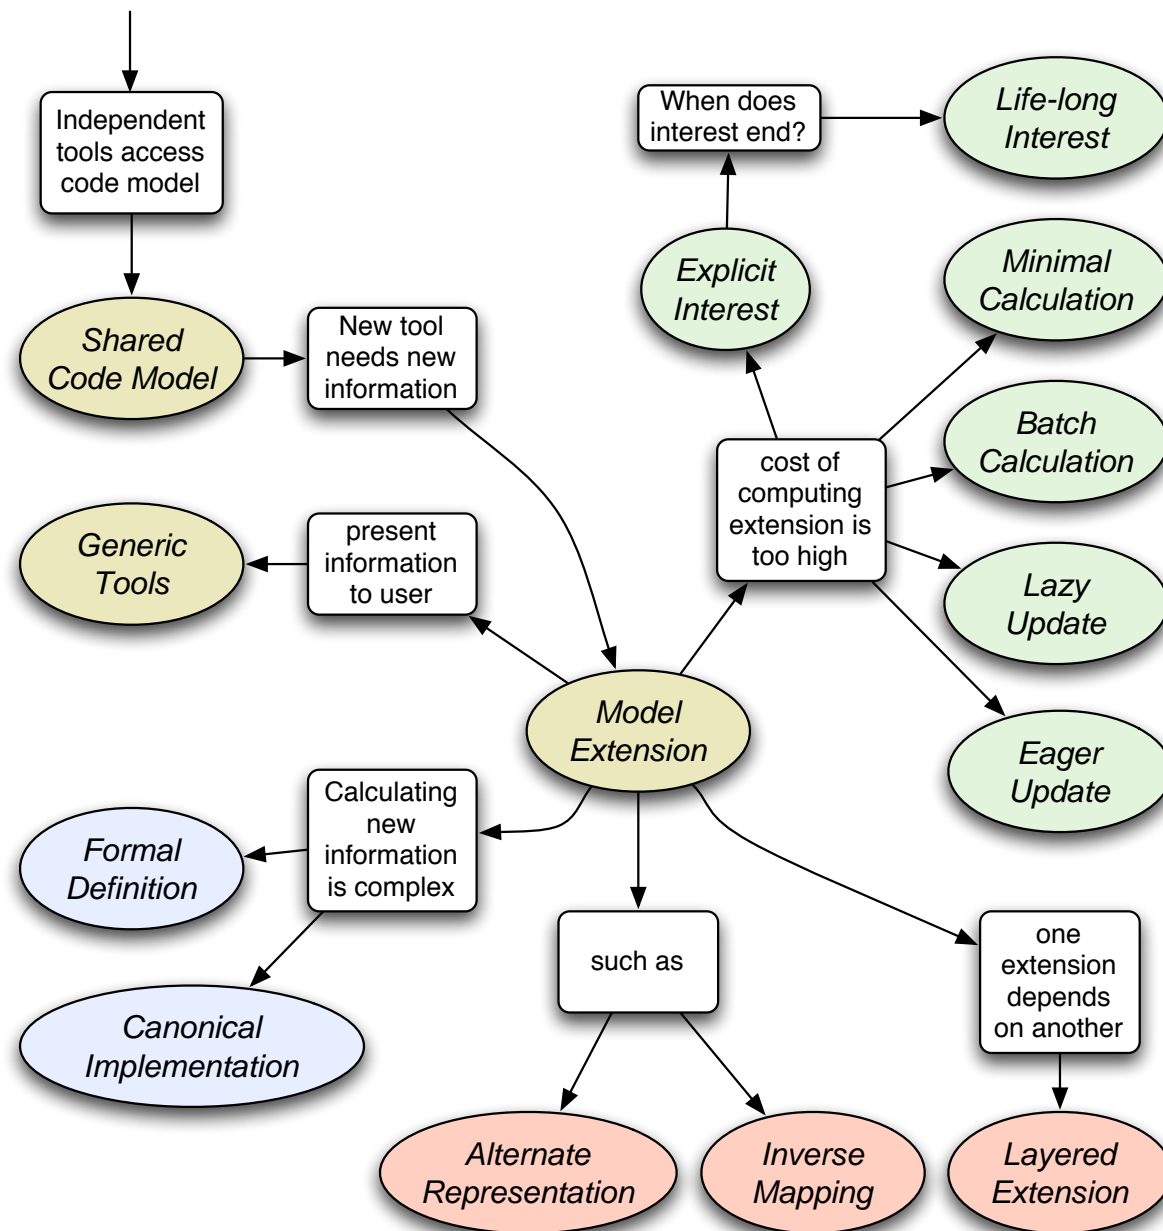 Independent
tools access
code model
When does
interest end?
Life-long
Interest
Explicit
Interest
Minimal
Calculation
Shared
Code Model
New tool
needs new
information
Batch
Calculation
cost of
computing
extension is
too high
Generic
Tools
present
information
to user
Lazy
Update
Model
Extension
Eager
Update
Formal
Definition
Calculating
new
information
is complex
such as
one
extension
depends
on another
Canonical
Implementation
Alternate
Representation
Inverse
Mapping
Layered
Extension